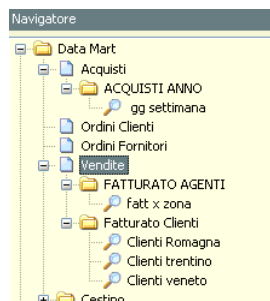 Navigatore
Data Mart
Acquisti
ACQUISTI ANNO
gg settimana
Ordini Clienti
Ordini Fornitori
Vendite
FATTURATO AGENTI
fatt x zona
Fatturato Clienti
Clienti Romagna
Clienti trentino
Clienti veneto
Cestino